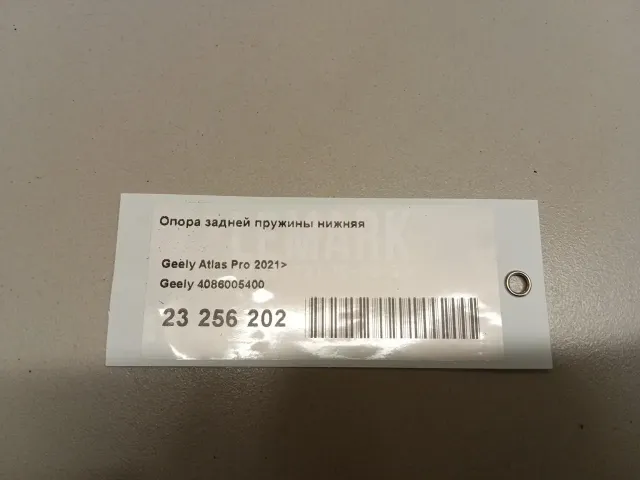 Опора задней пружины нижняя
Geely Atlas Pro 2021>
Geely 4086005400
23 256 202